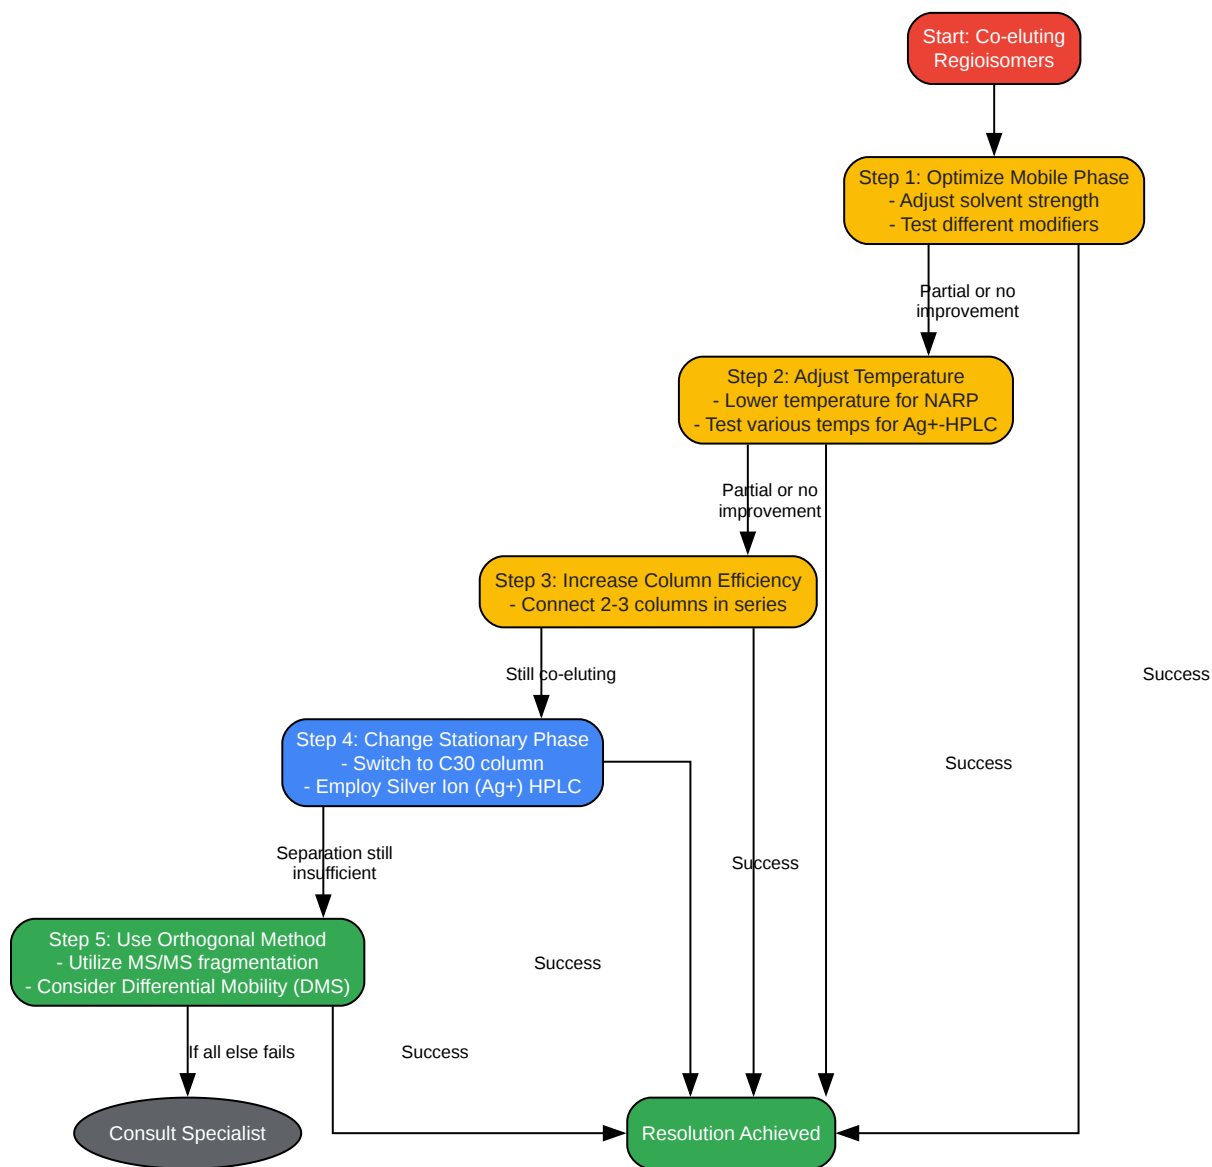 Start: Co-eluting
Regioisomers
Step 1: Optimize Mobile Phase
- Adjust solvent strength
- Test different modifiers
Partial or no
improvement
Step 2: Adjust Temperature
- Lower temperature for NARP
- Test various temps for Ag+-HPLC
Partial or no
improvement
Step 3: Increase Column Efficiency
- Connect 2-3 columns in series
Still co-eluting
Success
Step 4: Change Stationary Phase
- Switch to C30 column
- Employ Silver Ion (Ag+) HPLC
Success
Separation still
insufficient
Success
Step 5: Use Orthogonal Method
- Utilize MS/MS fragmentation
- Consider Differential Mobility (DMS)
Success
If all else fails
Success
Consult Specialist
Resolution Achieved